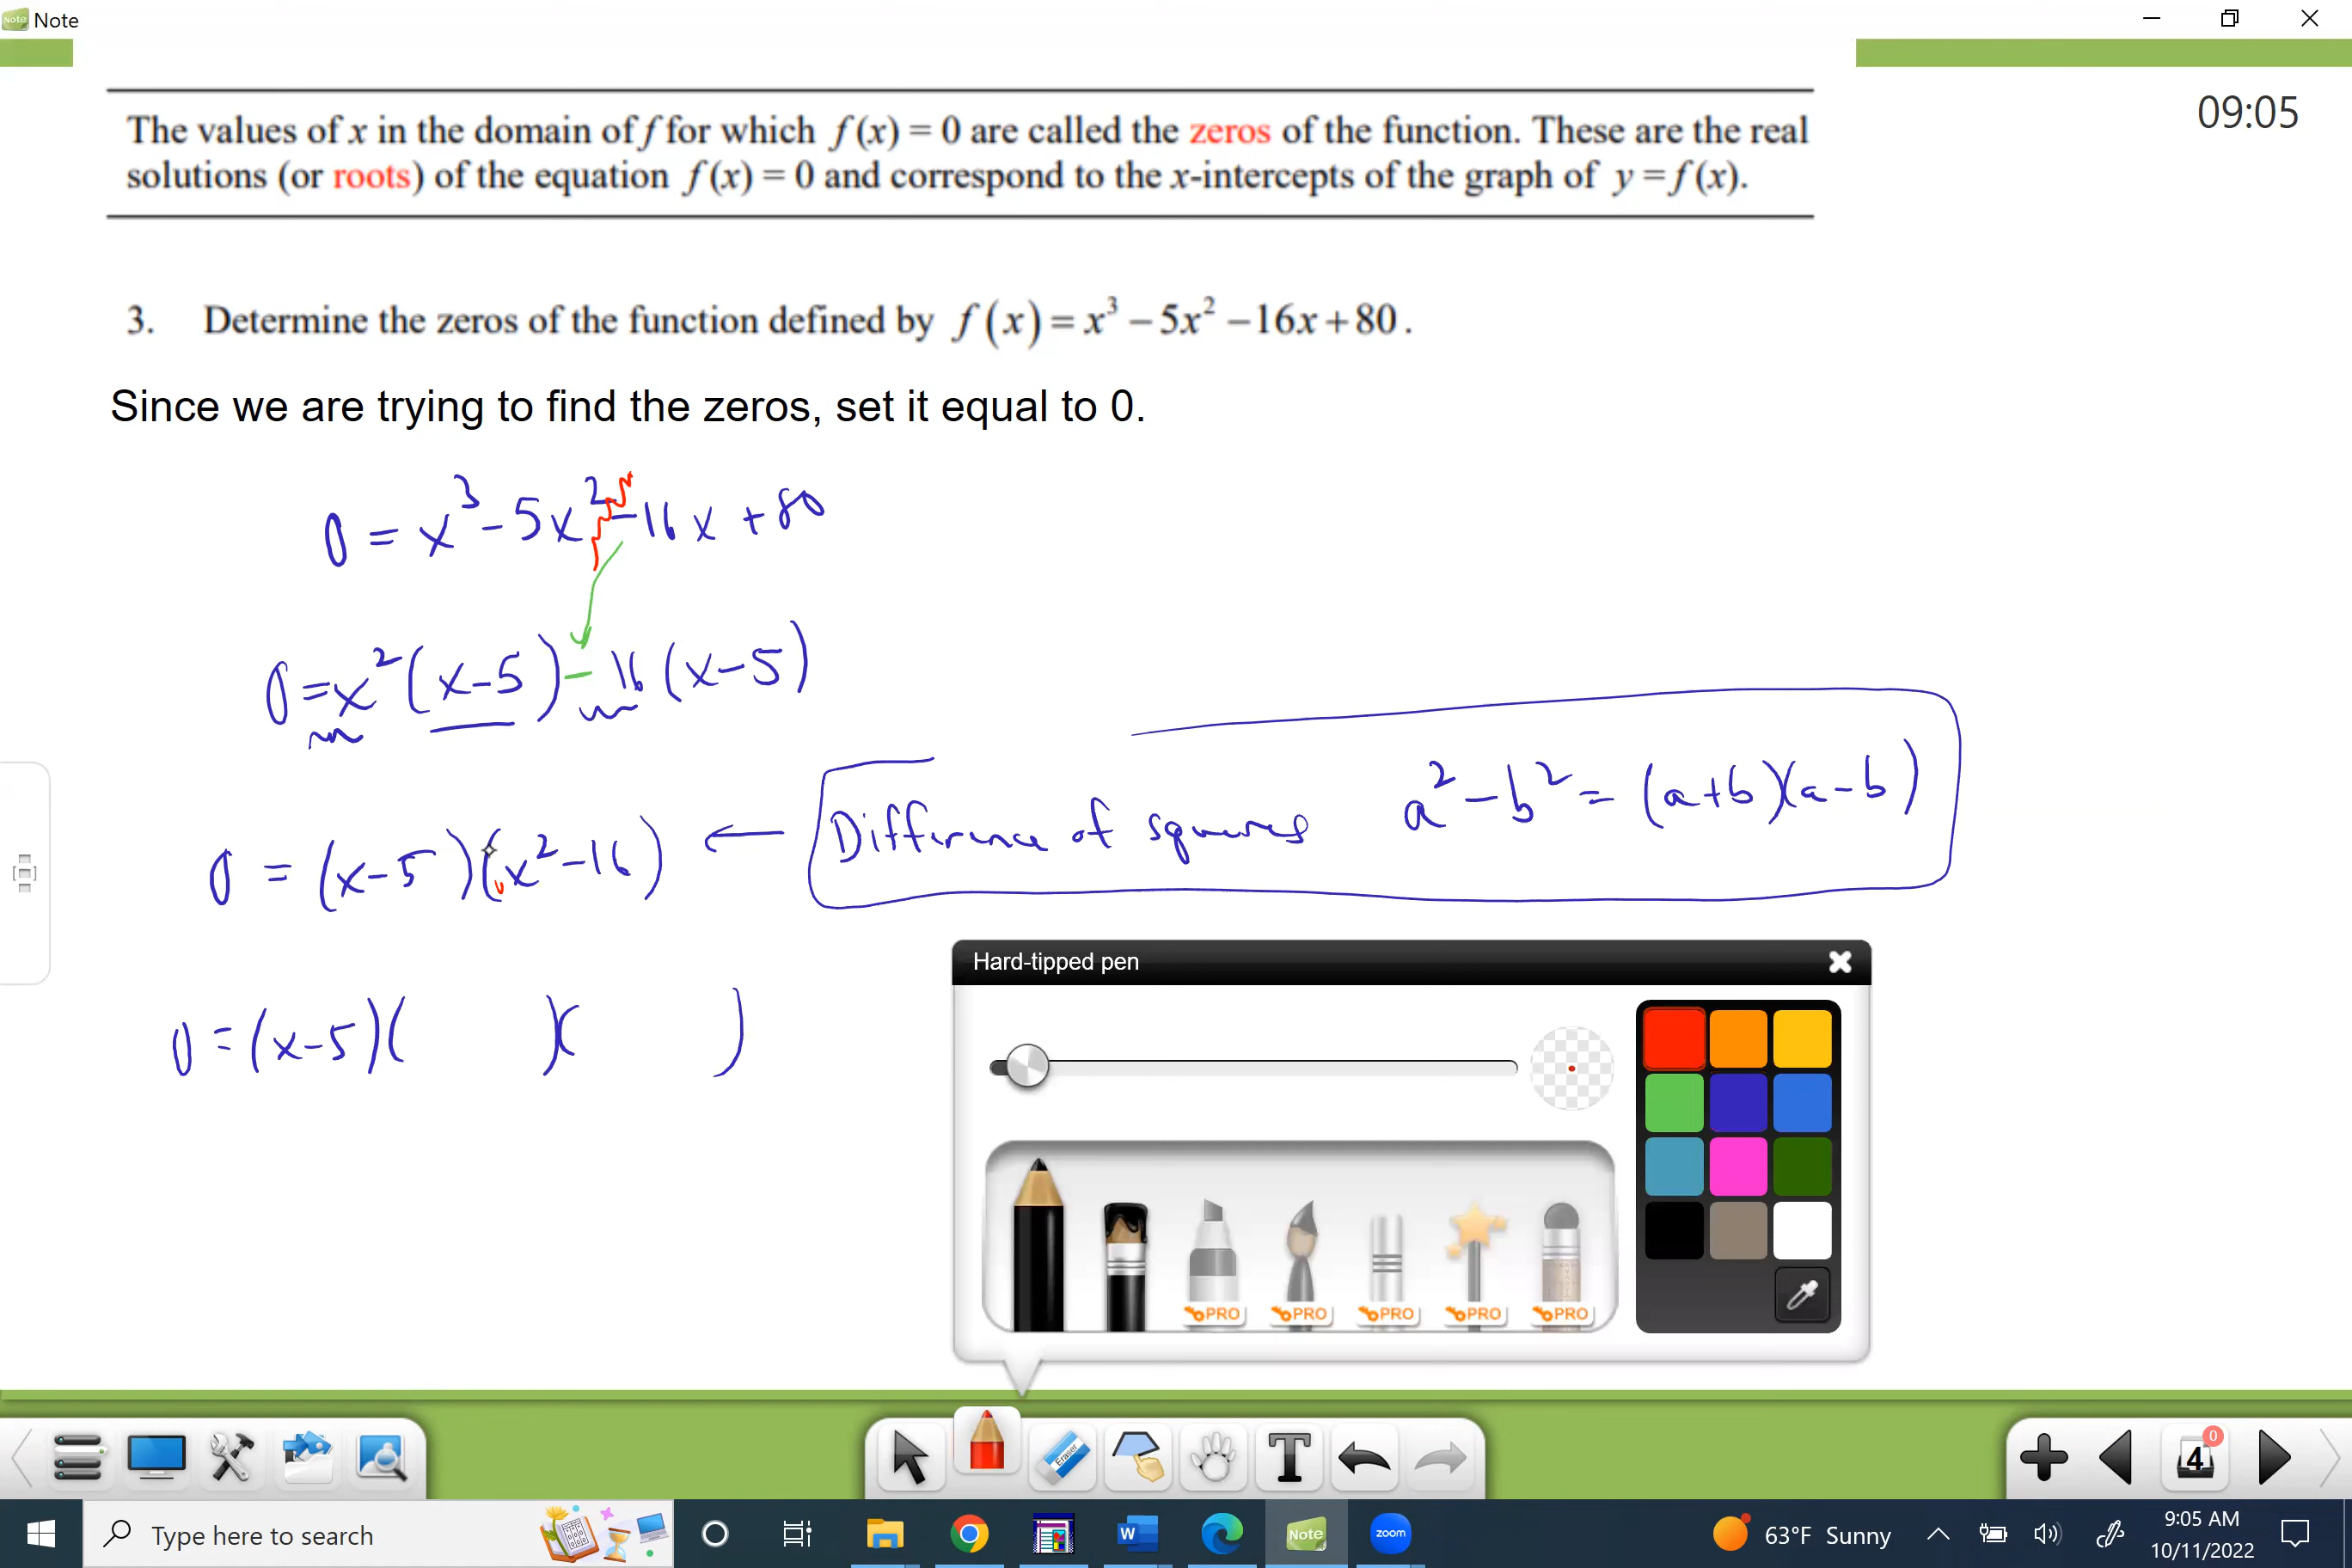 Note
09:05
The values of x in the domain of f for which f(x) = 0 are called the zeros of the function. These are the real
solutions (or roots) of the equation f(x) = 0 and correspond to the x-intercepts of the graph of y = f(x).
3. Determine the zeros of the function defined by f(x) = x³ − 5x² − 16x + 80.
Since we are trying to find the zeros, set it equal to 0.
0 = x³ − 5x² − 16x + 80
0 = x²(x−5) − 16(x−5)
0 = (x−5)(x²−16) ← Difference of squares a² − b² = (a+b)(a−b)
0 = (x−5)( )( )
Hard-tipped pen
PRO PRO PRO PRO PRO
Eraser
T
4
0
Type here to search
W
Note
zoom
63°F Sunny
9:05 AM
10/11/2022